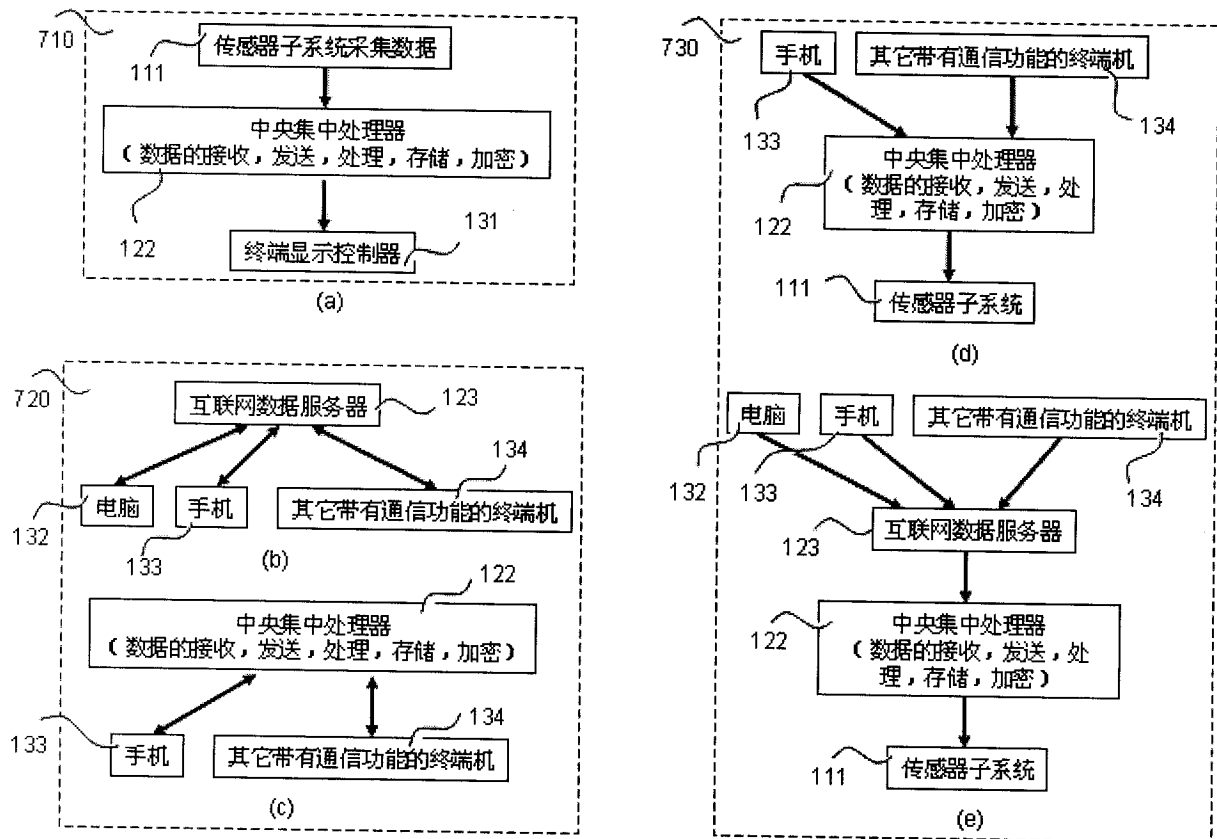 710
传感器子系统采集数据
111
中央集中处理器
（数据的接收，发送，处理，存储，加密）
122
131
终端显示控制器
(a)
720
互联网数据服务器
123
134
电脑
手机
其它带有通信功能的终端机
132
133
(b)
122
中央集中处理器
（数据的接收，发送，处理，存储，加密）
134
133
手机
其它带有通信功能的终端机
(c)
730
手机
其它带有通信功能的终端机
133
134
中央集中处理器
（数据的接收，发送，处
理，存储，加密）
122
111
传感器子系统
(d)
电脑
手机
其它带有通信功能的终端机
132
133
134
互联网数据服务器
123
中央集中处理器
（数据的接收，发送，处
理，存储，加密）
122
传感器子系统
111
(e)